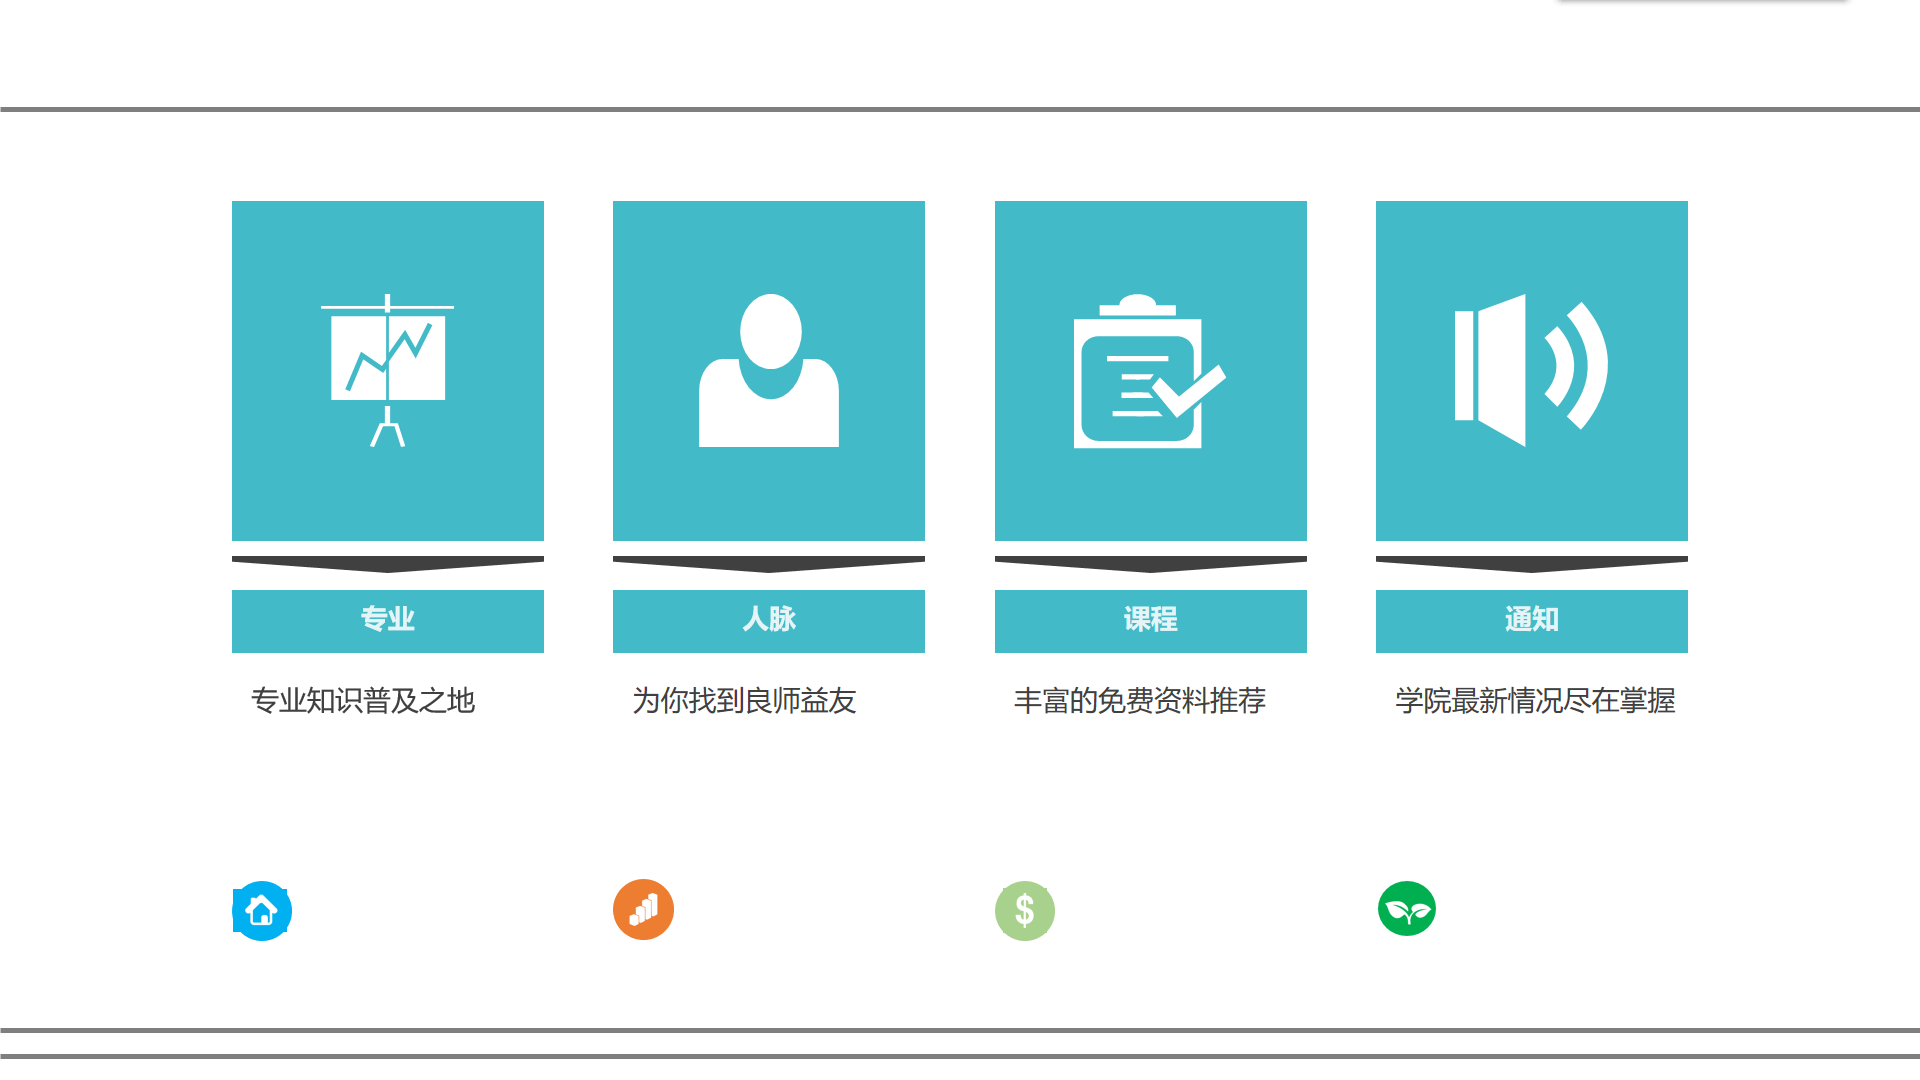 专业
人脉
课程
通知
专业知识普及之地
为你找到良师益友
丰富的免费资料推荐
学院最新情况尽在掌握
$